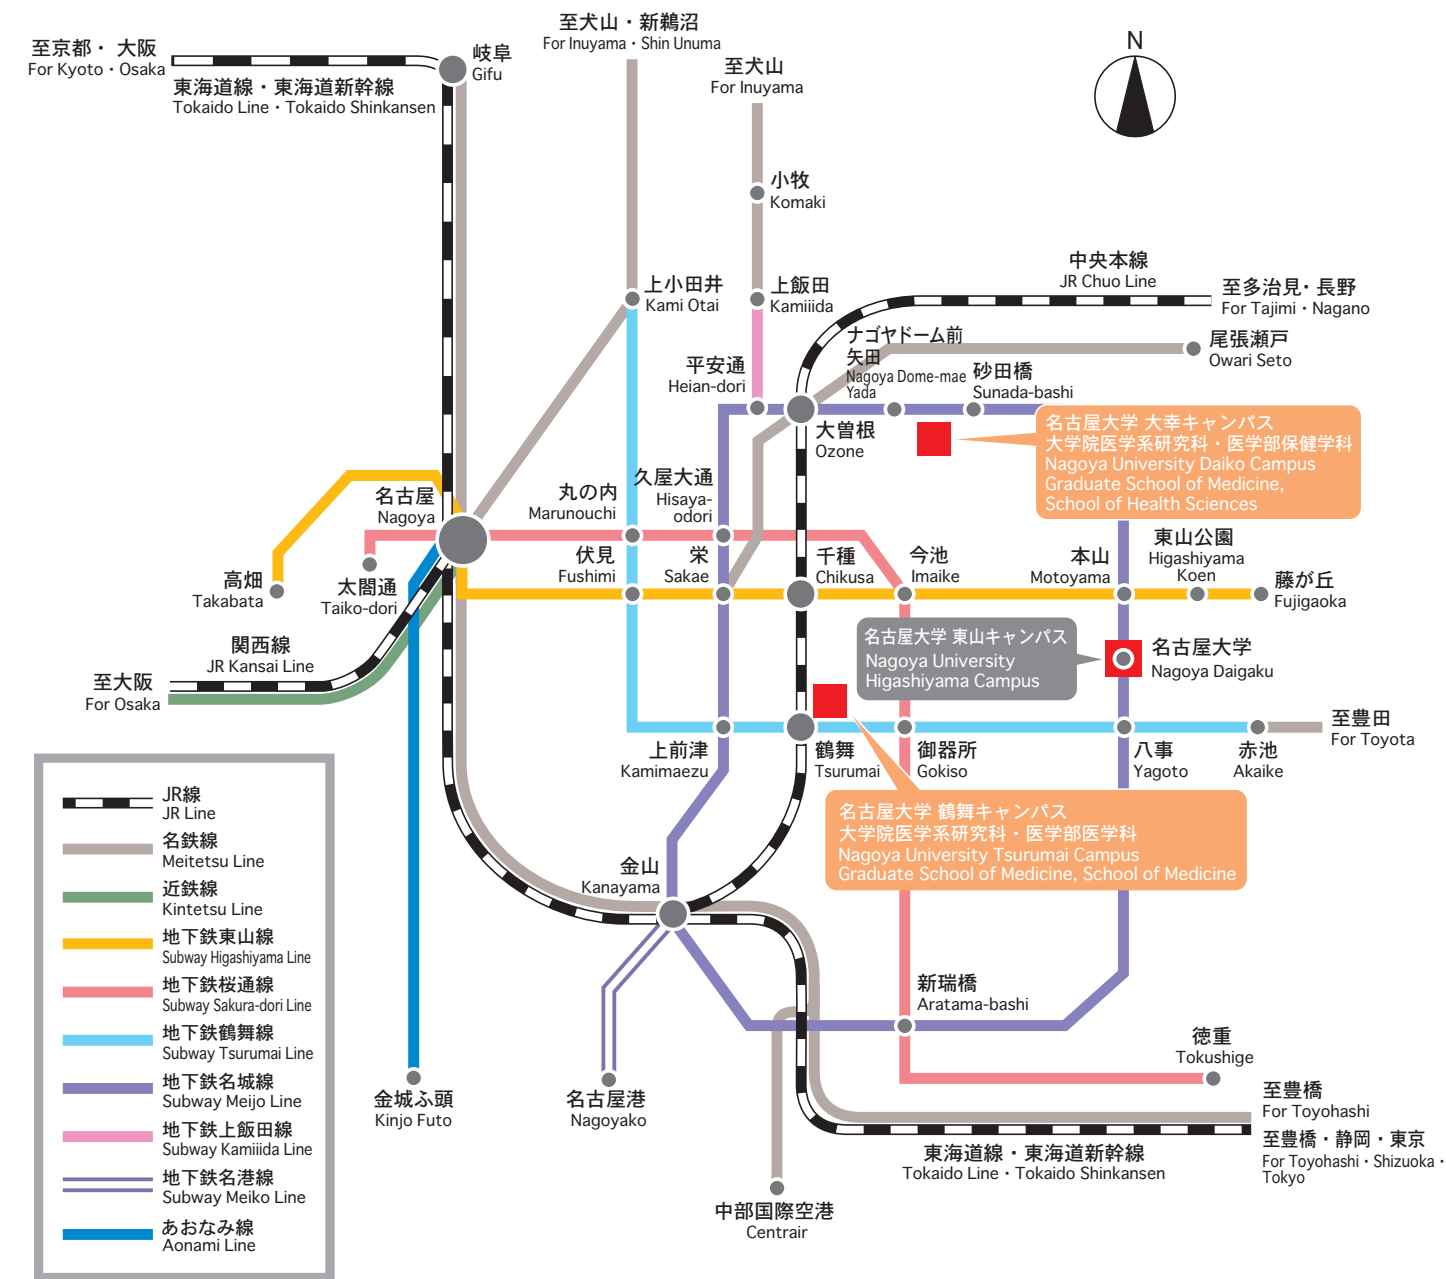 至京都・ 大阪
For Kyoto・Osaka
東海道線・東海道新幹線
Tokaido Line・Tokaido Shinkansen
岐阜
Gifu
至犬山・新鵜沼
For Inuyama・Shin Unuma
至犬山
For Inuyama
N
小牧
Komaki
上小田井
Kami Otai
上飯田
Kamiiida
中央本線
JR Chuo Line
至多治見・長野
For Tajimi・Nagano
ナゴヤドーム前
矢田
Nagoya Dome-mae
Yada
尾張瀬戸
Owari Seto
平安通
Heian-dori
砂田橋
Sunada-bashi
大曽根
Ozone
名古屋大学 大幸キャンパス
大学院医学系研究科・医学部保健学科
Nagoya University Daiko Campus
Graduate School of Medicine,
School of Health Sciences
名古屋
Nagoya
丸の内
Marunouchi
久屋大通
Hisaya-
odori
高畑
Takabata
太閤通
Taiko-dori
伏見
Fushimi
栄
Sakae
千種
Chikusa
今池
Imaike
本山
Motoyama
東山公園
Higashiyama
Koen
藤が丘
Fujigaoka
関西線
JR Kansai Line
至大阪
For Osaka
名古屋大学 東山キャンパス
Nagoya University
Higashiyama Campus
名古屋大学
Nagoya Daigaku
上前津
Kamimaezu
鶴舞
Tsurumai
御器所
Gokiso
八事
Yagoto
赤池
Akaike
至豊田
For Toyota
名古屋大学 鶴舞キャンパス
大学院医学系研究科・医学部医学科
Nagoya University Tsurumai Campus
Graduate School of Medicine, School of Medicine
金山
Kanayama
新瑞橋
Aratama-bashi
徳重
Tokushige
金城ふ頭
Kinjo Futo
名古屋港
Nagoyako
至豊橋
For Toyohashi
至豊橋・静岡・東京
For Toyohashi・Shizuoka・
Tokyo
東海道線・東海道新幹線
Tokaido Line・Tokaido Shinkansen
中部国際空港
Centrair
JR線
JR Line
名鉄線
Meitetsu Line
近鉄線
Kintetsu Line
地下鉄東山線
Subway Higashiyama Line
地下鉄桜通線
Subway Sakura-dori Line
地下鉄鶴舞線
Subway Tsurumai Line
地下鉄名城線
Subway Meijo Line
地下鉄上飯田線
Subway Kamiiida Line
地下鉄名港線
Subway Meiko Line
あおなみ線
Aonami Line